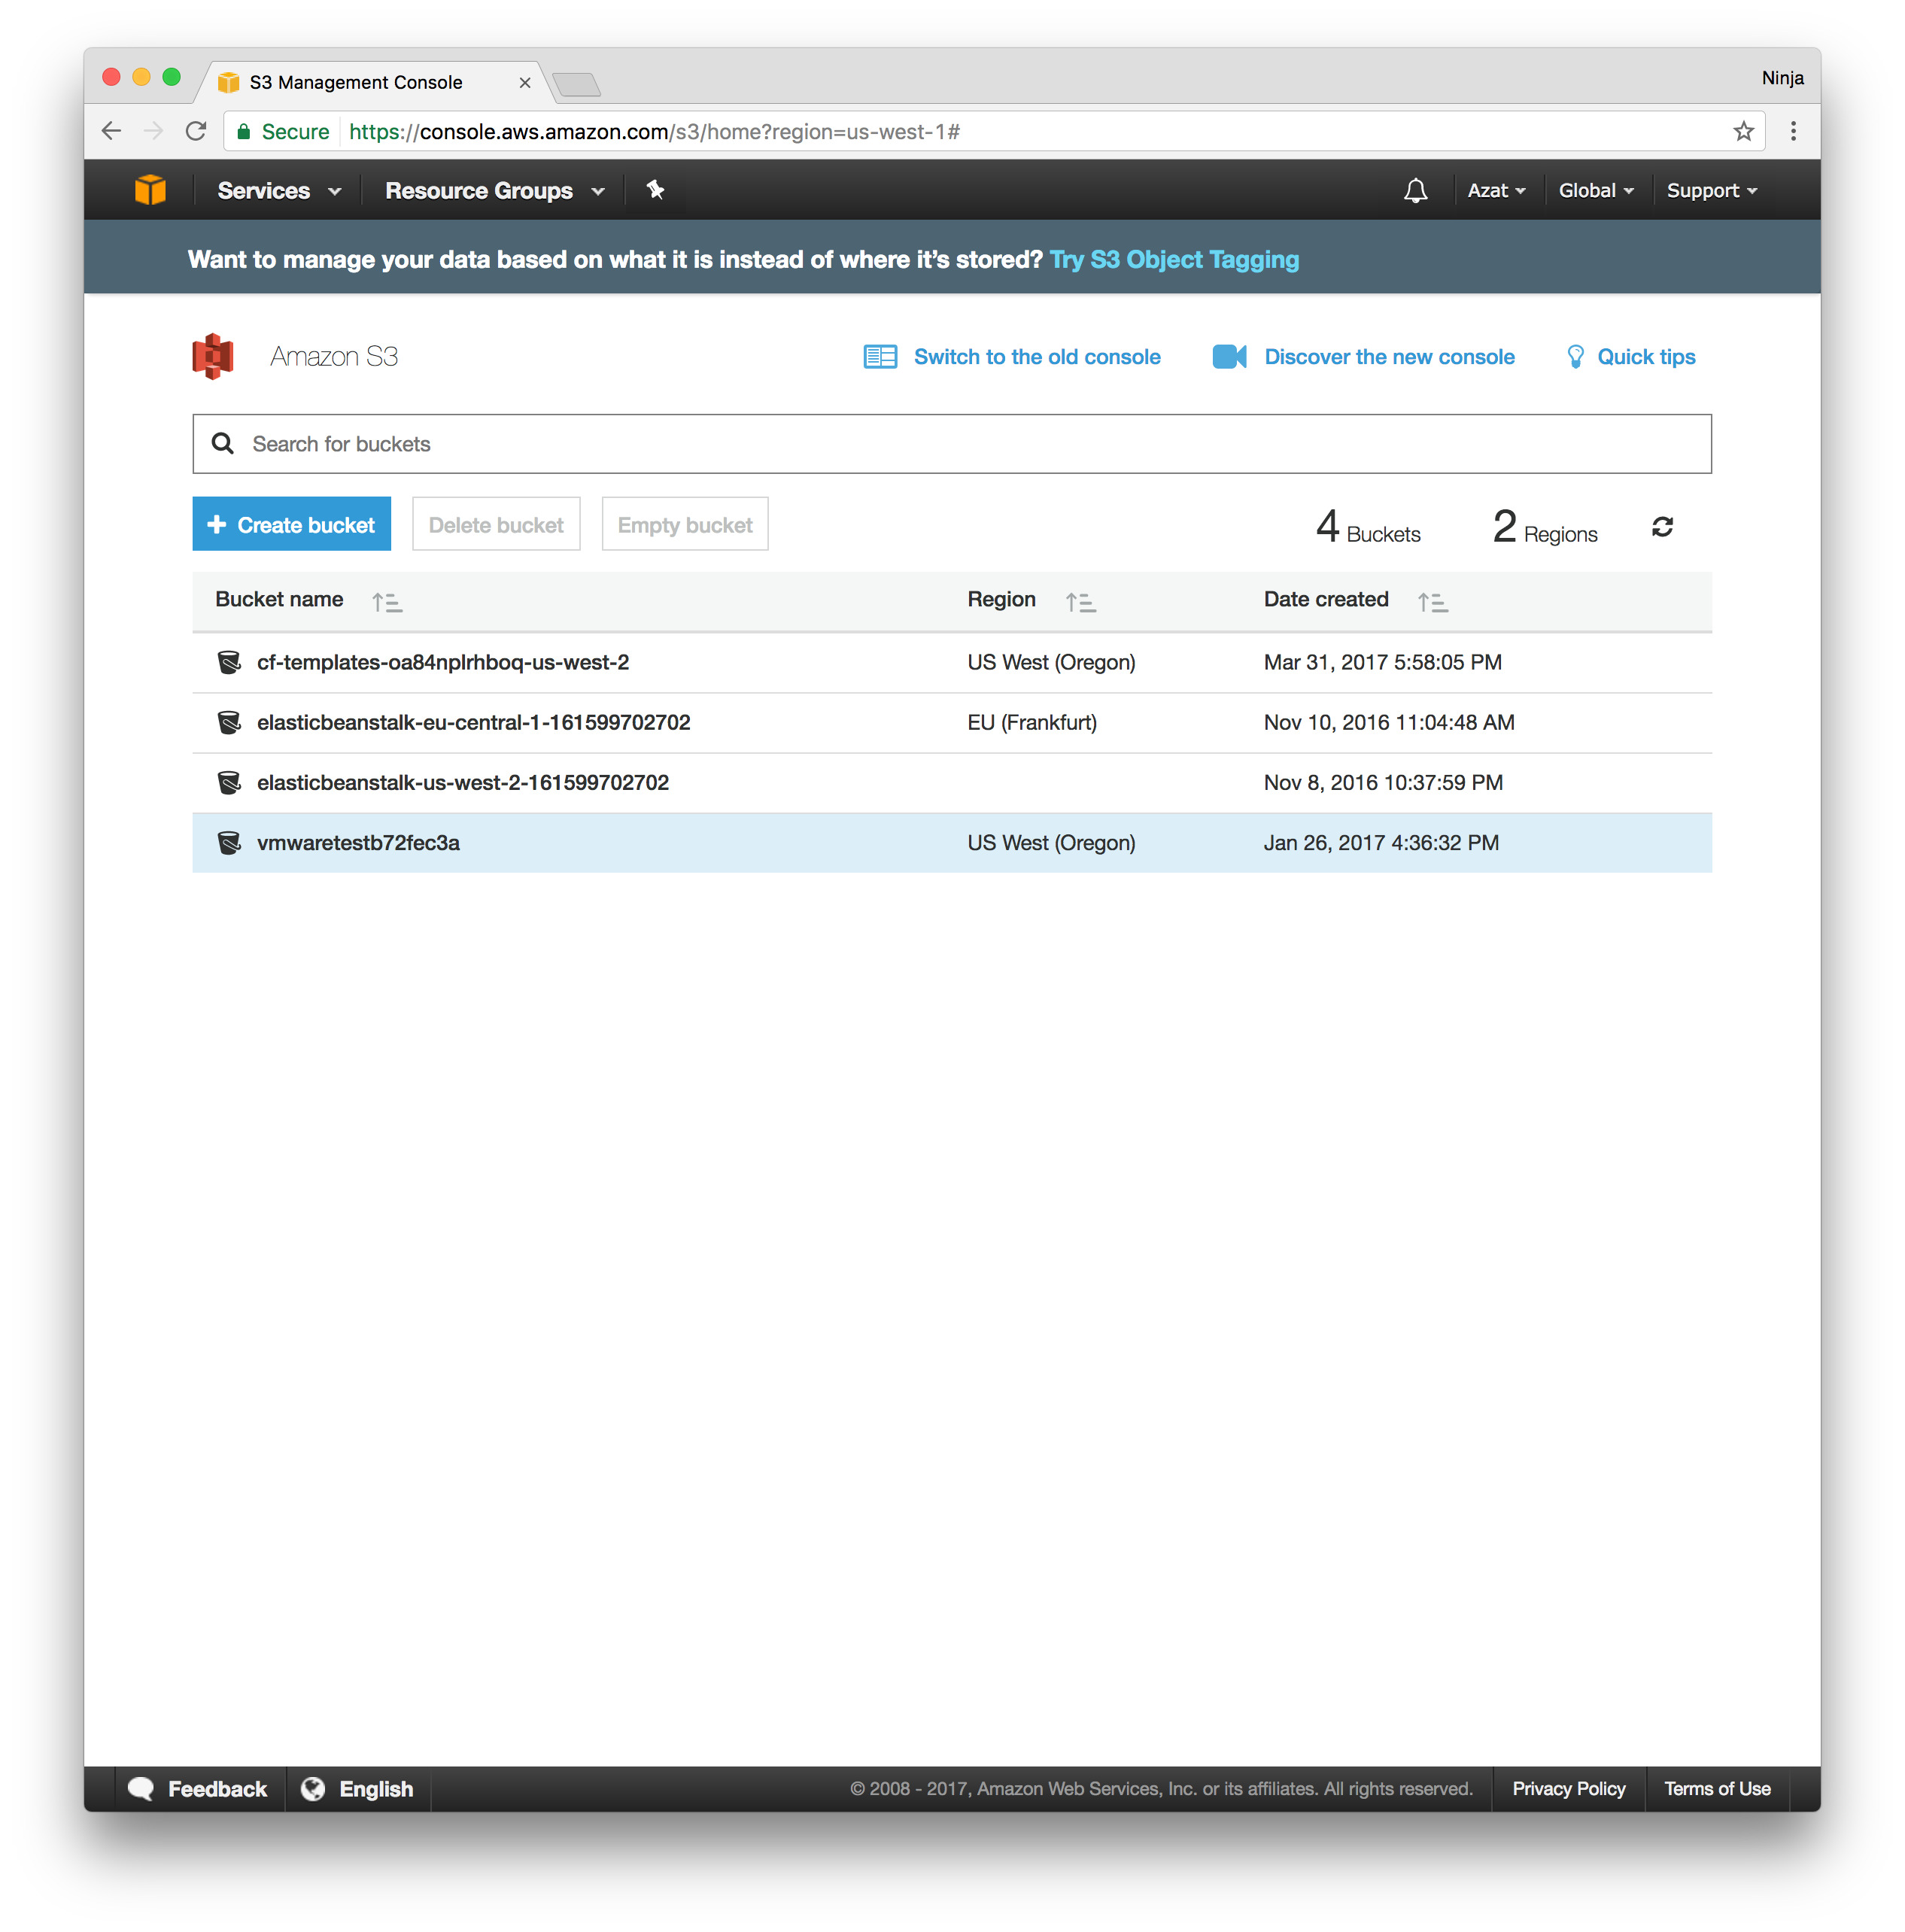 S3 Management Console
Ninja
Secure https://console.aws.amazon.com/s3/home?region=us-west-1#
Services Resource Groups Azat Global Support
Want to manage your data based on what it is instead of where it's stored? Try S3 Object Tagging
Amazon S3 Switch to the old console Discover the new console Quick tips
Search for buckets
Create bucket Delete bucket Empty bucket 4 Buckets 2 Regions
Bucket name Region Date created
cf-templates-oa84nplrhboq-us-west-2 US West (Oregon) Mar 31, 2017 5:58:05 PM
elasticbeanstalk-eu-central-1-161599702702 EU (Frankfurt) Nov 10, 2016 11:04:48 AM
elasticbeanstalk-us-west-2-161599702702 Nov 8, 2016 10:37:59 PM
vmwaretestb72fec3a US West (Oregon) Jan 26, 2017 4:36:32 PM
Feedback English © 2008 - 2017, Amazon Web Services, Inc. or its affiliates. All rights reserved. Privacy Policy Terms of Use